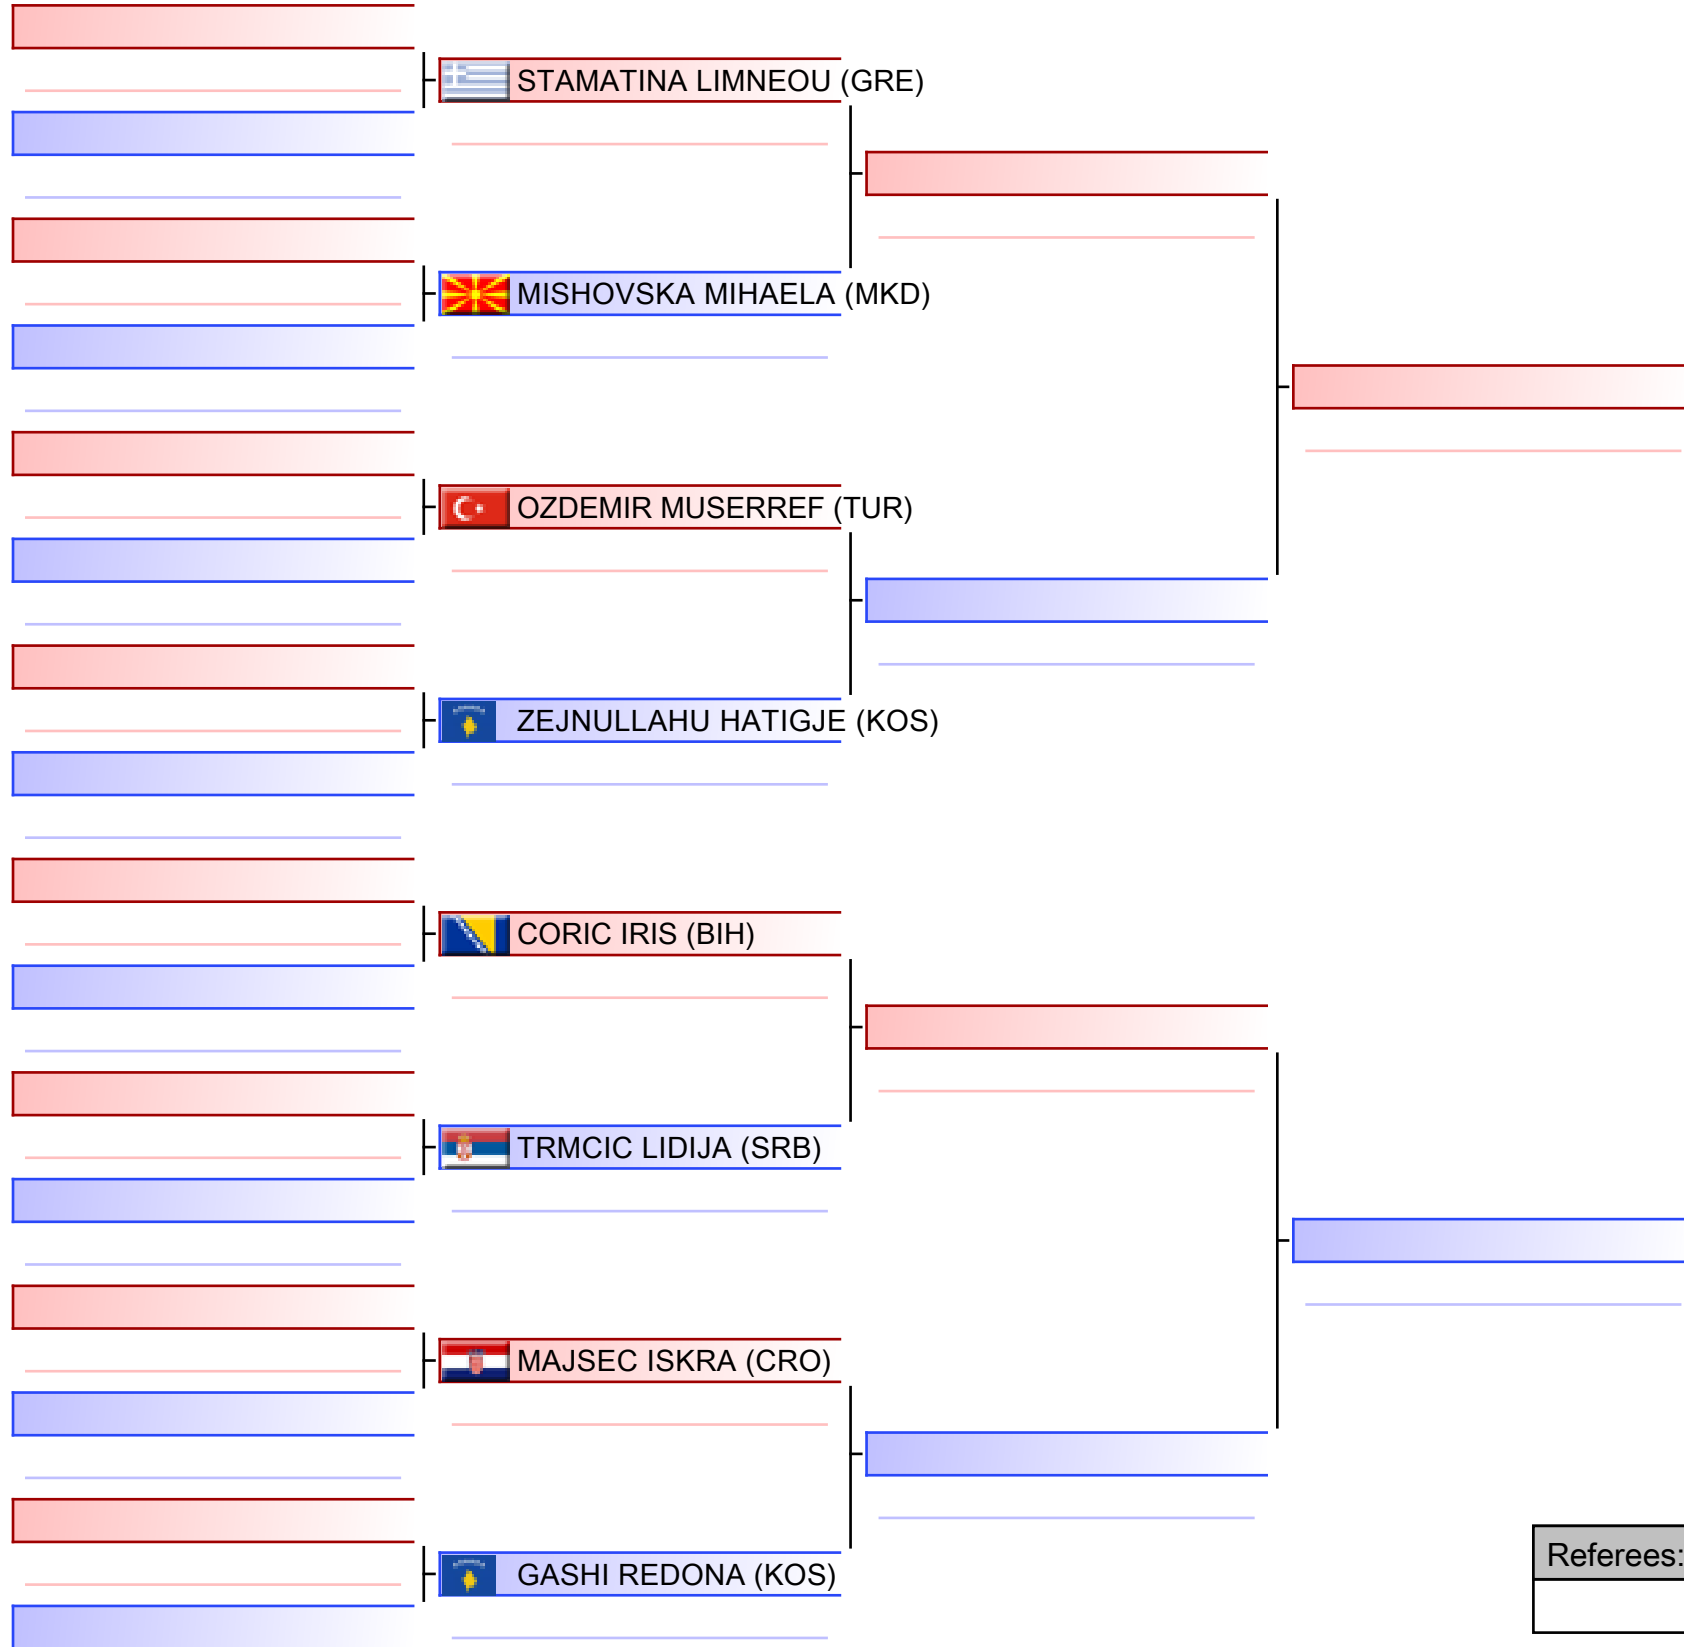 STAMATINA LIMNEOU (GRE)
MISHOVSKA MIHAELA (MKD)
OZDEMIR MUSERREF (TUR)
ZEJNULLAHU HATIGJE (KOS)
CORIC IRIS (BIH)
TRMCIC LIDIJA (SRB)
MAJSEC ISKRA (CRO)
Referees:
GASHI REDONA (KOS)